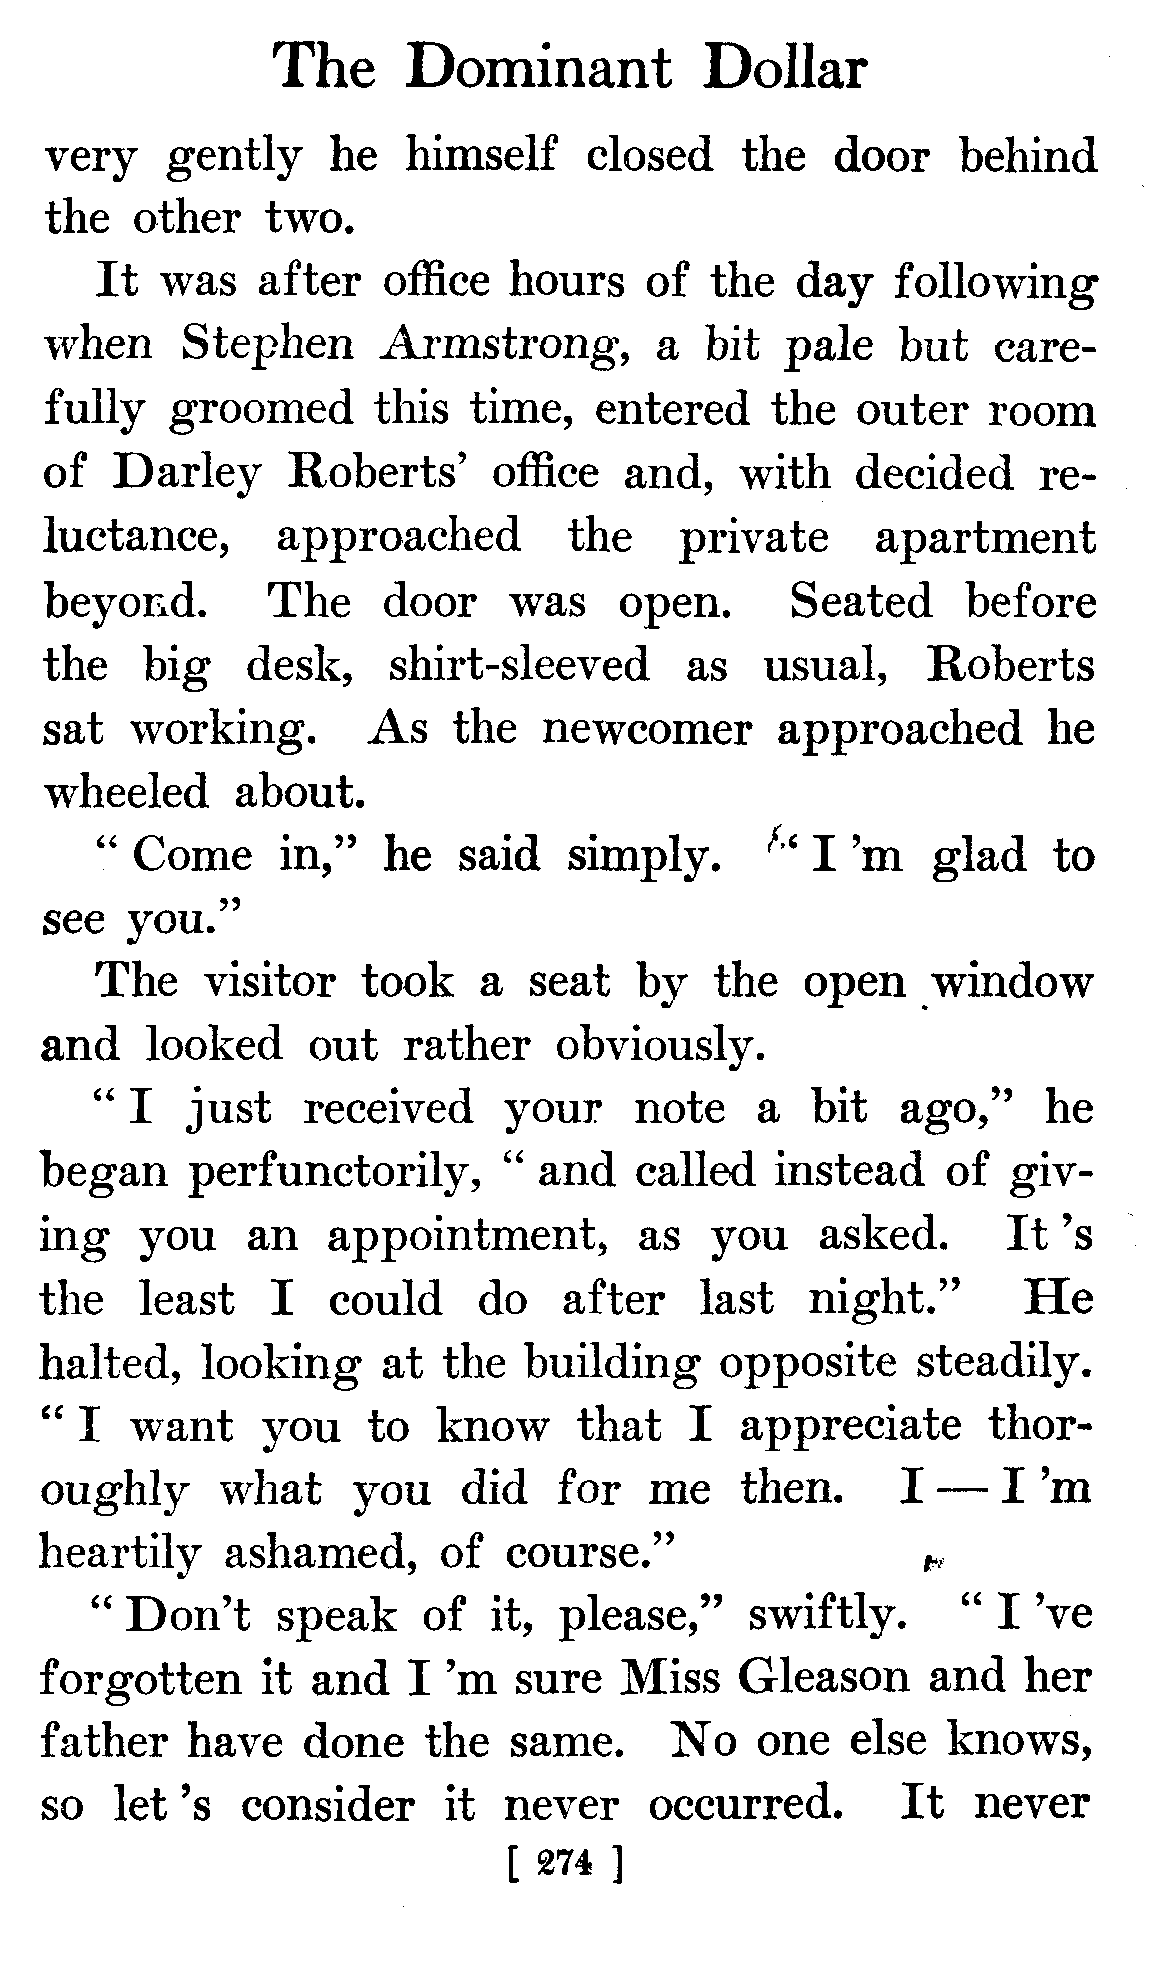 The Dominant Dollar
very gently he himself closed the door behind
the other two.
It was after office hours of the day following
when Stephen Armstrong, a bit pale but care-
fully groomed this time, entered the outer room
of Darley Roberts’ office and, with decided re-
luctance, approached the private apartment
beyond. The door was open. Seated before
the big desk, shirt-sleeved as usual, Roberts
sat working. As the newcomer approached he
wheeled about.
“ Come in,” he said simply. “ I ’m glad to
see you.”
The visitor took a seat by the open window
and looked out rather obviously.
“ I just received your note a bit ago,” he
began perfunctorily, “ and called instead of giv-
ing you an appointment, as you asked. It ’s
the least I could do after last night.” He
halted, looking at the building opposite steadily.
“ I want you to know that I appreciate thor-
oughly what you did for me then. I — I ’m
heartily ashamed, of course.”
“ Don’t speak of it, please,” swiftly. “ I ’ve
forgotten it and I ’m sure Miss Gleason and her
father have done the same. No one else knows,
so let ’s consider it never occurred. It never
[ 274 ]